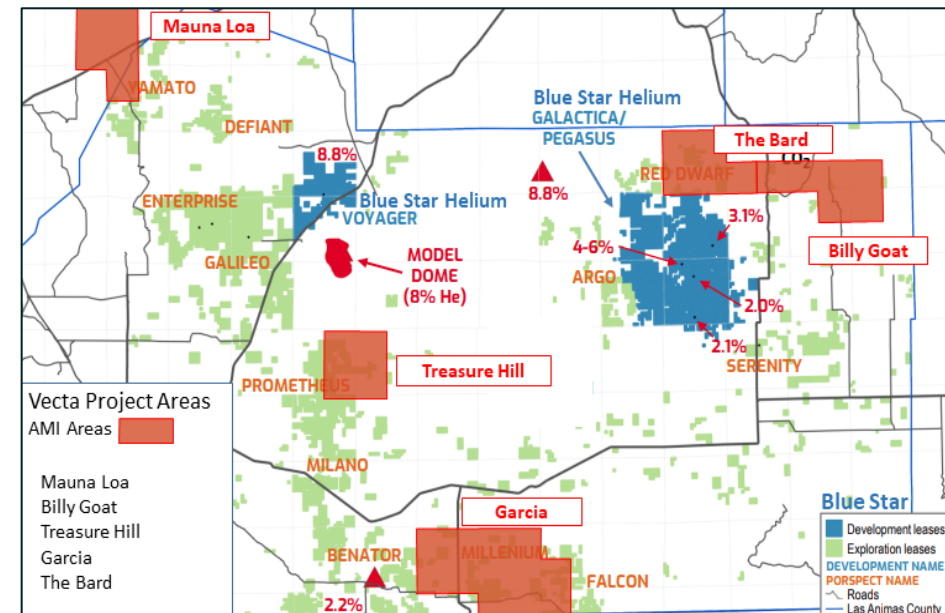 Mauna Loa
YAMATO
DEFIANT
8.8%
ENTERPRISE
Blue Star Helium
VOYAGER
GALILEO
MODEL
DOME
(8% He)
Blue Star Helium
GALACTICA/
PEGASUS
8.8%
The Bard
CO2
RED DWARF
3.1%
4-6%
Billy Goat
ARGO
2.0%
2.1%
SERENITY
Treasure Hill
PROMETHEUS
MILANO
Garcia
BENATOR
MILLENIUM
FALCON
2.2%
Vecta Project Areas
AMI Areas
Mauna Loa
Billy Goat
Treasure Hill
Garcia
The Bard
Blue Star
Development leases
Exploration leases
DEVELOPMENT NAME
PORSPECT NAME
Roads
Las Animas County